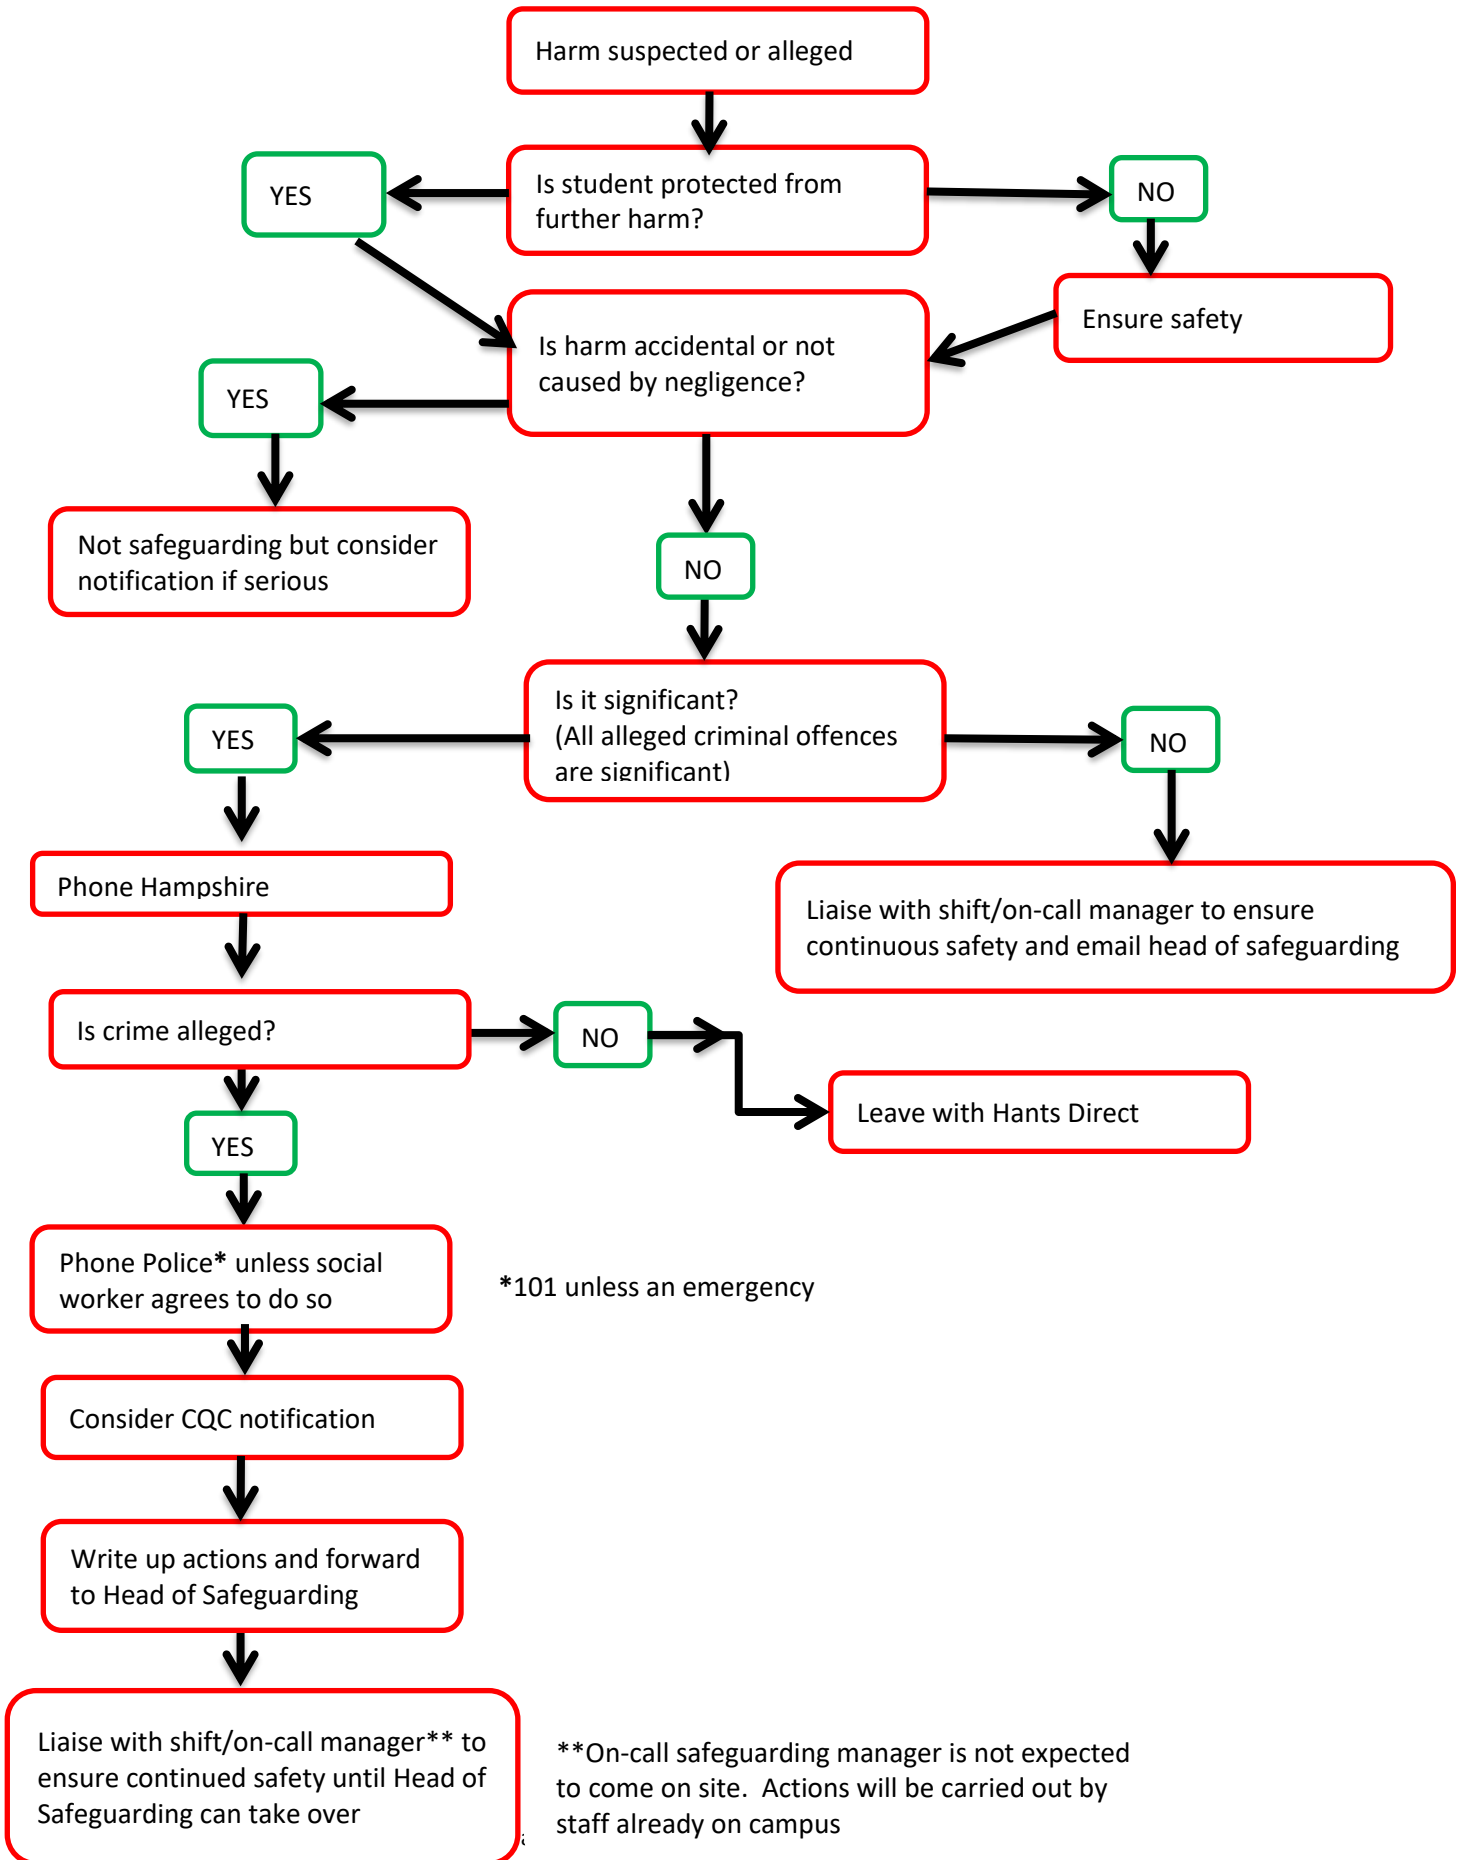 Harm suspected or alleged
YES
Is student protected from
further harm?
NO
Ensure safety
Is harm accidental or not
caused by negligence?
YES
Not safeguarding but consider
notification if serious
NO
Is it significant?
(All alleged criminal offences
are significant)
YES
NO
Phone Hampshire
Liaise with shift/on-call manager to ensure
continuous safety and email head of safeguarding
Is crime alleged?
NO
Leave with Hants Direct
YES
Phone Police* unless social
worker agrees to do so
*101 unless an emergency
Consider CQC notification
Write up actions and forward
to Head of Safeguarding
Liaise with shift/on-call manager** to
ensure continued safety until Head of
Safeguarding can take over
**On-call safeguarding manager is not expected
to come on site.  Actions will be carried out by
staff already on campus